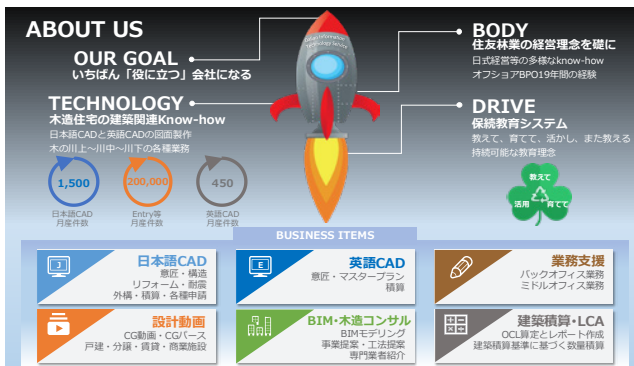 ABOUT US
OUR GOAL
いちばん「役に立つ」会社になる
TECHNOLOGY
木造住宅の建築関連Know-how
日本語CADと英語CADの図面製作
木の川上〜川中〜川下の各種業務
1,500
日本語CAD
月産件数
200,000
Entry等
月産件数
450
英語CAD
月産件数
Information
Technology Service
BODY
住友林業の経営理念を礎に
日式経営等の多様なknow-how
オフショアBPO19年間の経験
DRIVE
保続教育システム
教えて、育てて、活かし、また教える
持続可能な教育理念
教えて
活用
育てて
BUSINESS ITEMS
J
日本語CAD
意匠・構造
リフォーム・耐震
外構・積算・各種申請
E
英語CAD
意匠・マスタープラン
積算
業務支援
バックオフィス業務
ミドルオフィス業務
設計動画
CG動画・CGパース
戸建・分譲・賃貸・商業施設
BIM・木造コンサル
BIMモデリング
事業提案・工法提案
専門業者紹介
建築積算・LCA
OCL算定とレポート作成
建築積算基準に基づく数量積算